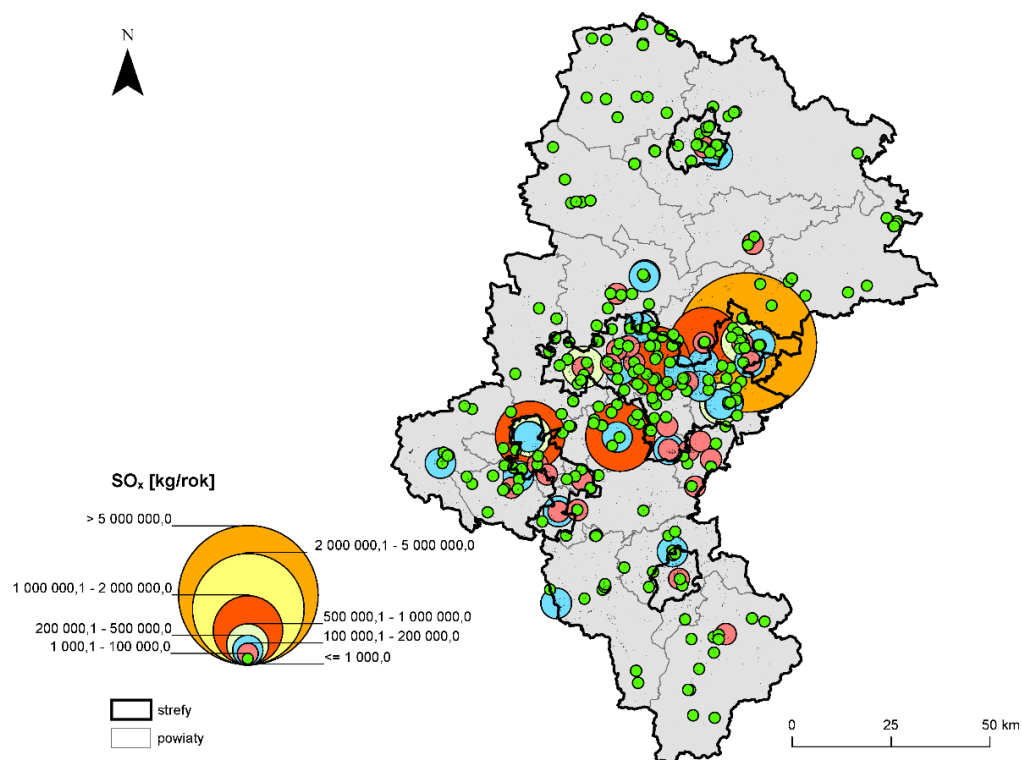 N
SOₓ [kg/rok]
> 5 000 000,0
2 000 000,1 - 5 000 000,0
1 000 000,1 - 2 000 000,0
500 000,1 - 1 000 000,0
200 000,1 - 500 000,0
100 000,1 - 200 000,0
1 000,1 - 100 000,0
<= 1 000,0
strefy
powiaty
0 25 50 km